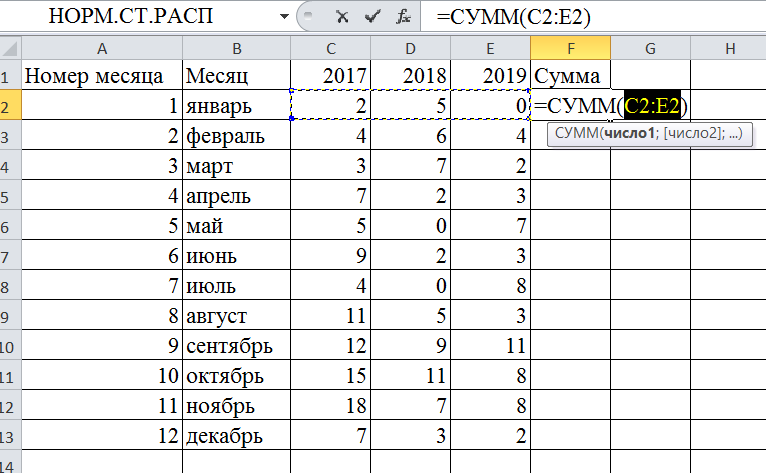 НОРМ.СТ.РАСП =СУММ(C2:E2)
A B C D E F G H
1 Номер месяца Месяц 2017 2018 2019 Сумма
2 1 январь 2 5 0 =СУММ(C2:E2)
СУММ(число1; [число2]; ...)
3 2 февраль 4 6 4
4 3 март 3 7 2
5 4 апрель 7 2 3
6 5 май 5 0 7
7 6 июнь 9 2 3
8 7 июль 4 0 8
9 8 август 11 5 3
10 9 сентябрь 12 9 11
11 10 октябрь 15 11 8
12 11 ноябрь 18 7 8
13 12 декабрь 7 3 2
14